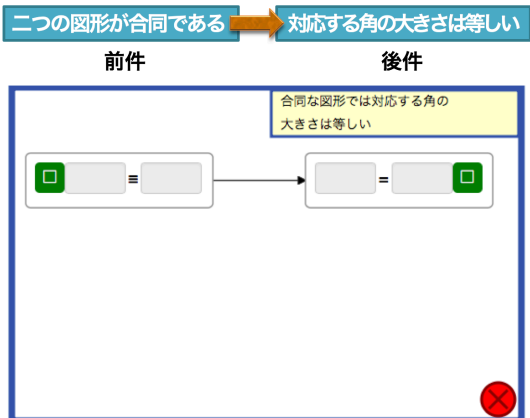 二つの図形が合同である
対応する角の大きさは等しい
前件
後件
合同な図形では対応する角の
大きさは等しい
□ ≡
= □